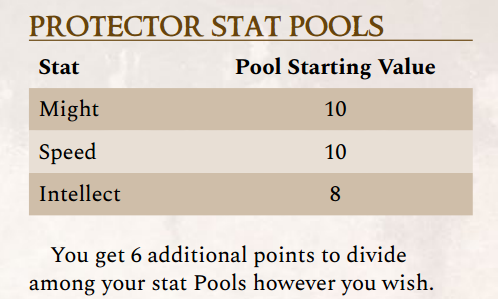 PROTECTOR STAT POOLS
Stat Pool Starting Value
Might 10
Speed 10
Intellect 8
You get 6 additional points to divide
among your stat Pools however you wish.